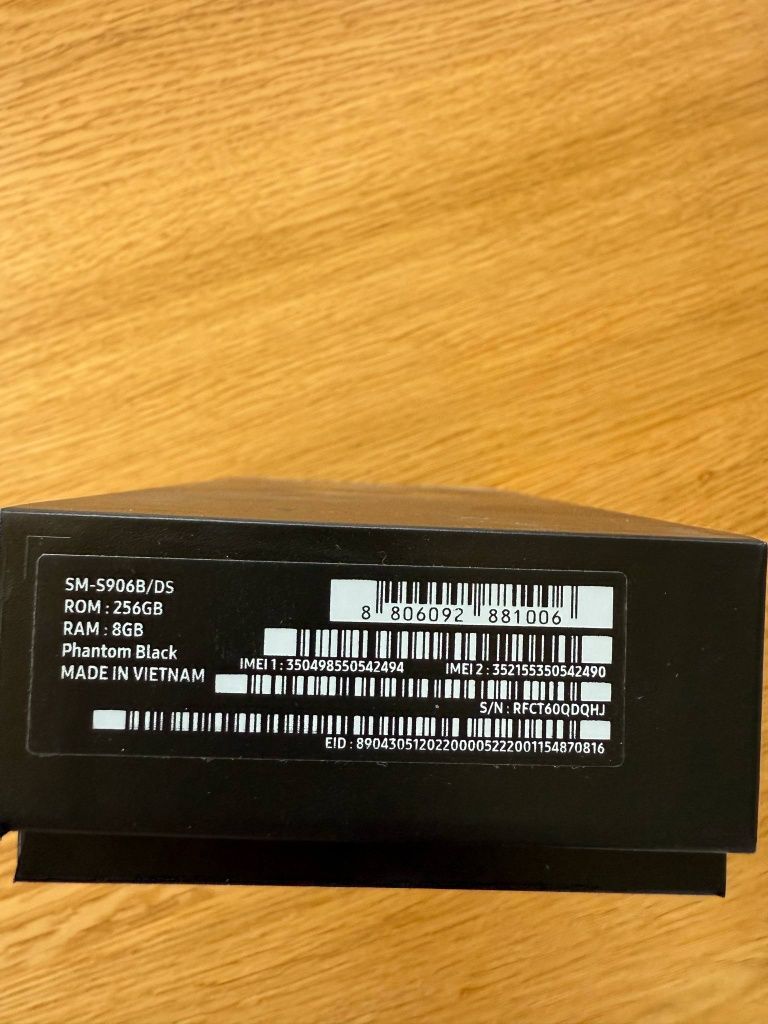 SM-S906B/DS
ROM : 256GB
RAM : 8GB
Phantom Black
MADE IN VIETNAM
8 806092 881006
IMEI 1 : 350498550542494 IMEI 2 : 352155350542490
S/N : RFCT60QDQHJ
EID : 89043051202200005222001154870816